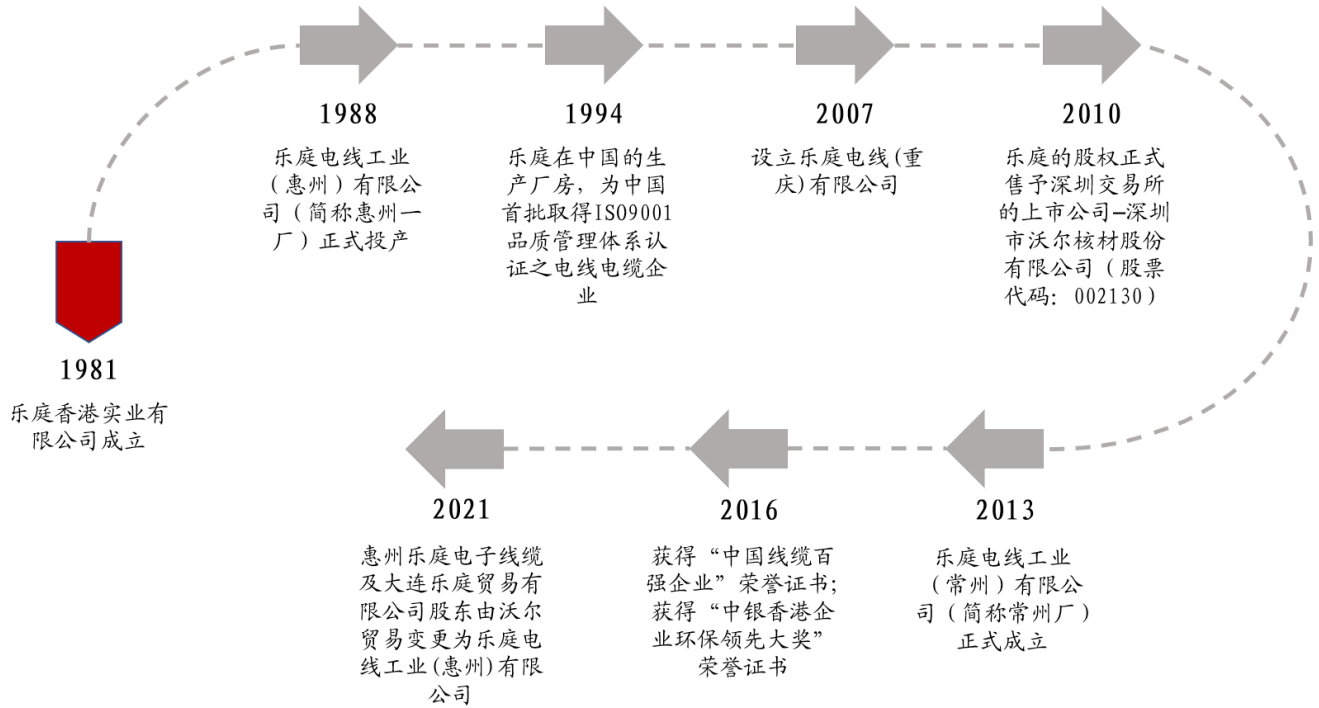 1981
乐庭香港实业有
限公司成立
1988
乐庭电线工业
（惠州）有限公
司（简称惠州一
厂）正式投产
1994
乐庭在中国的生
产厂房，为中国
首批取得ISO9001
品质管理体系认
证之电线电缆企
业
2007
设立乐庭电线(重
庆)有限公司
2010
乐庭的股权正式
售予深圳交易所
的上市公司—深圳
市沃尔核材股份
有限公司（股票
代码：002130）
2013
乐庭电线工业
（常州）有限公
司（简称常州厂）
正式成立
2016
获得“中国线缆百
强企业”荣誉证书；
获得“中银香港企
业环保领先大奖”
荣誉证书
2021
惠州乐庭电子线缆
及大连乐庭贸易有
限公司股东由沃尔
贸易变更为乐庭电
线工业(惠州)有限
公司